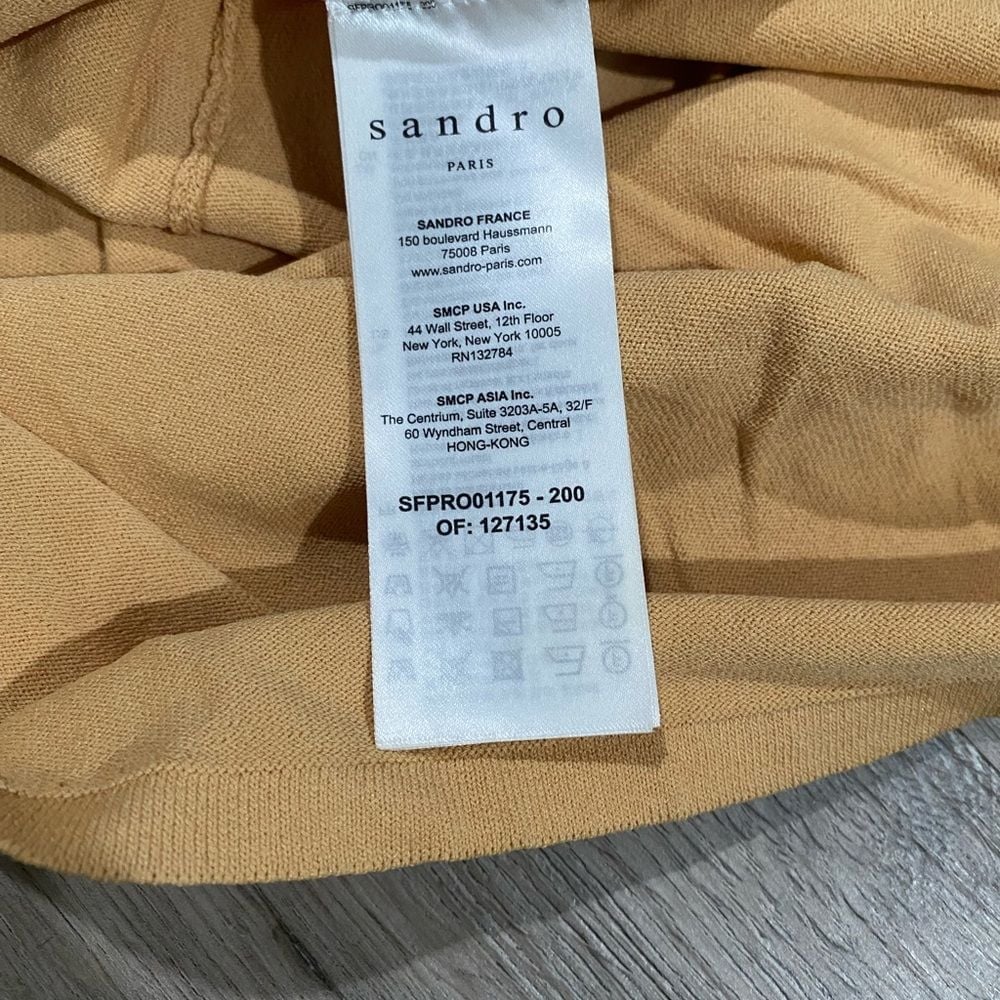 SFPRO01175 - 200
sandro
PARIS
SANDRO FRANCE
150 boulevard Haussmann
75008 Paris
www.sandro-paris.com
SMCP USA Inc.
44 Wall Street, 12th Floor
New York, New York 10005
RN132784
SMCP ASIA Inc.
The Centrium, Suite 3203A-5A, 32/F
60 Wyndham Street, Central
HONG-KONG
SFPRO01175 - 200
OF: 127135